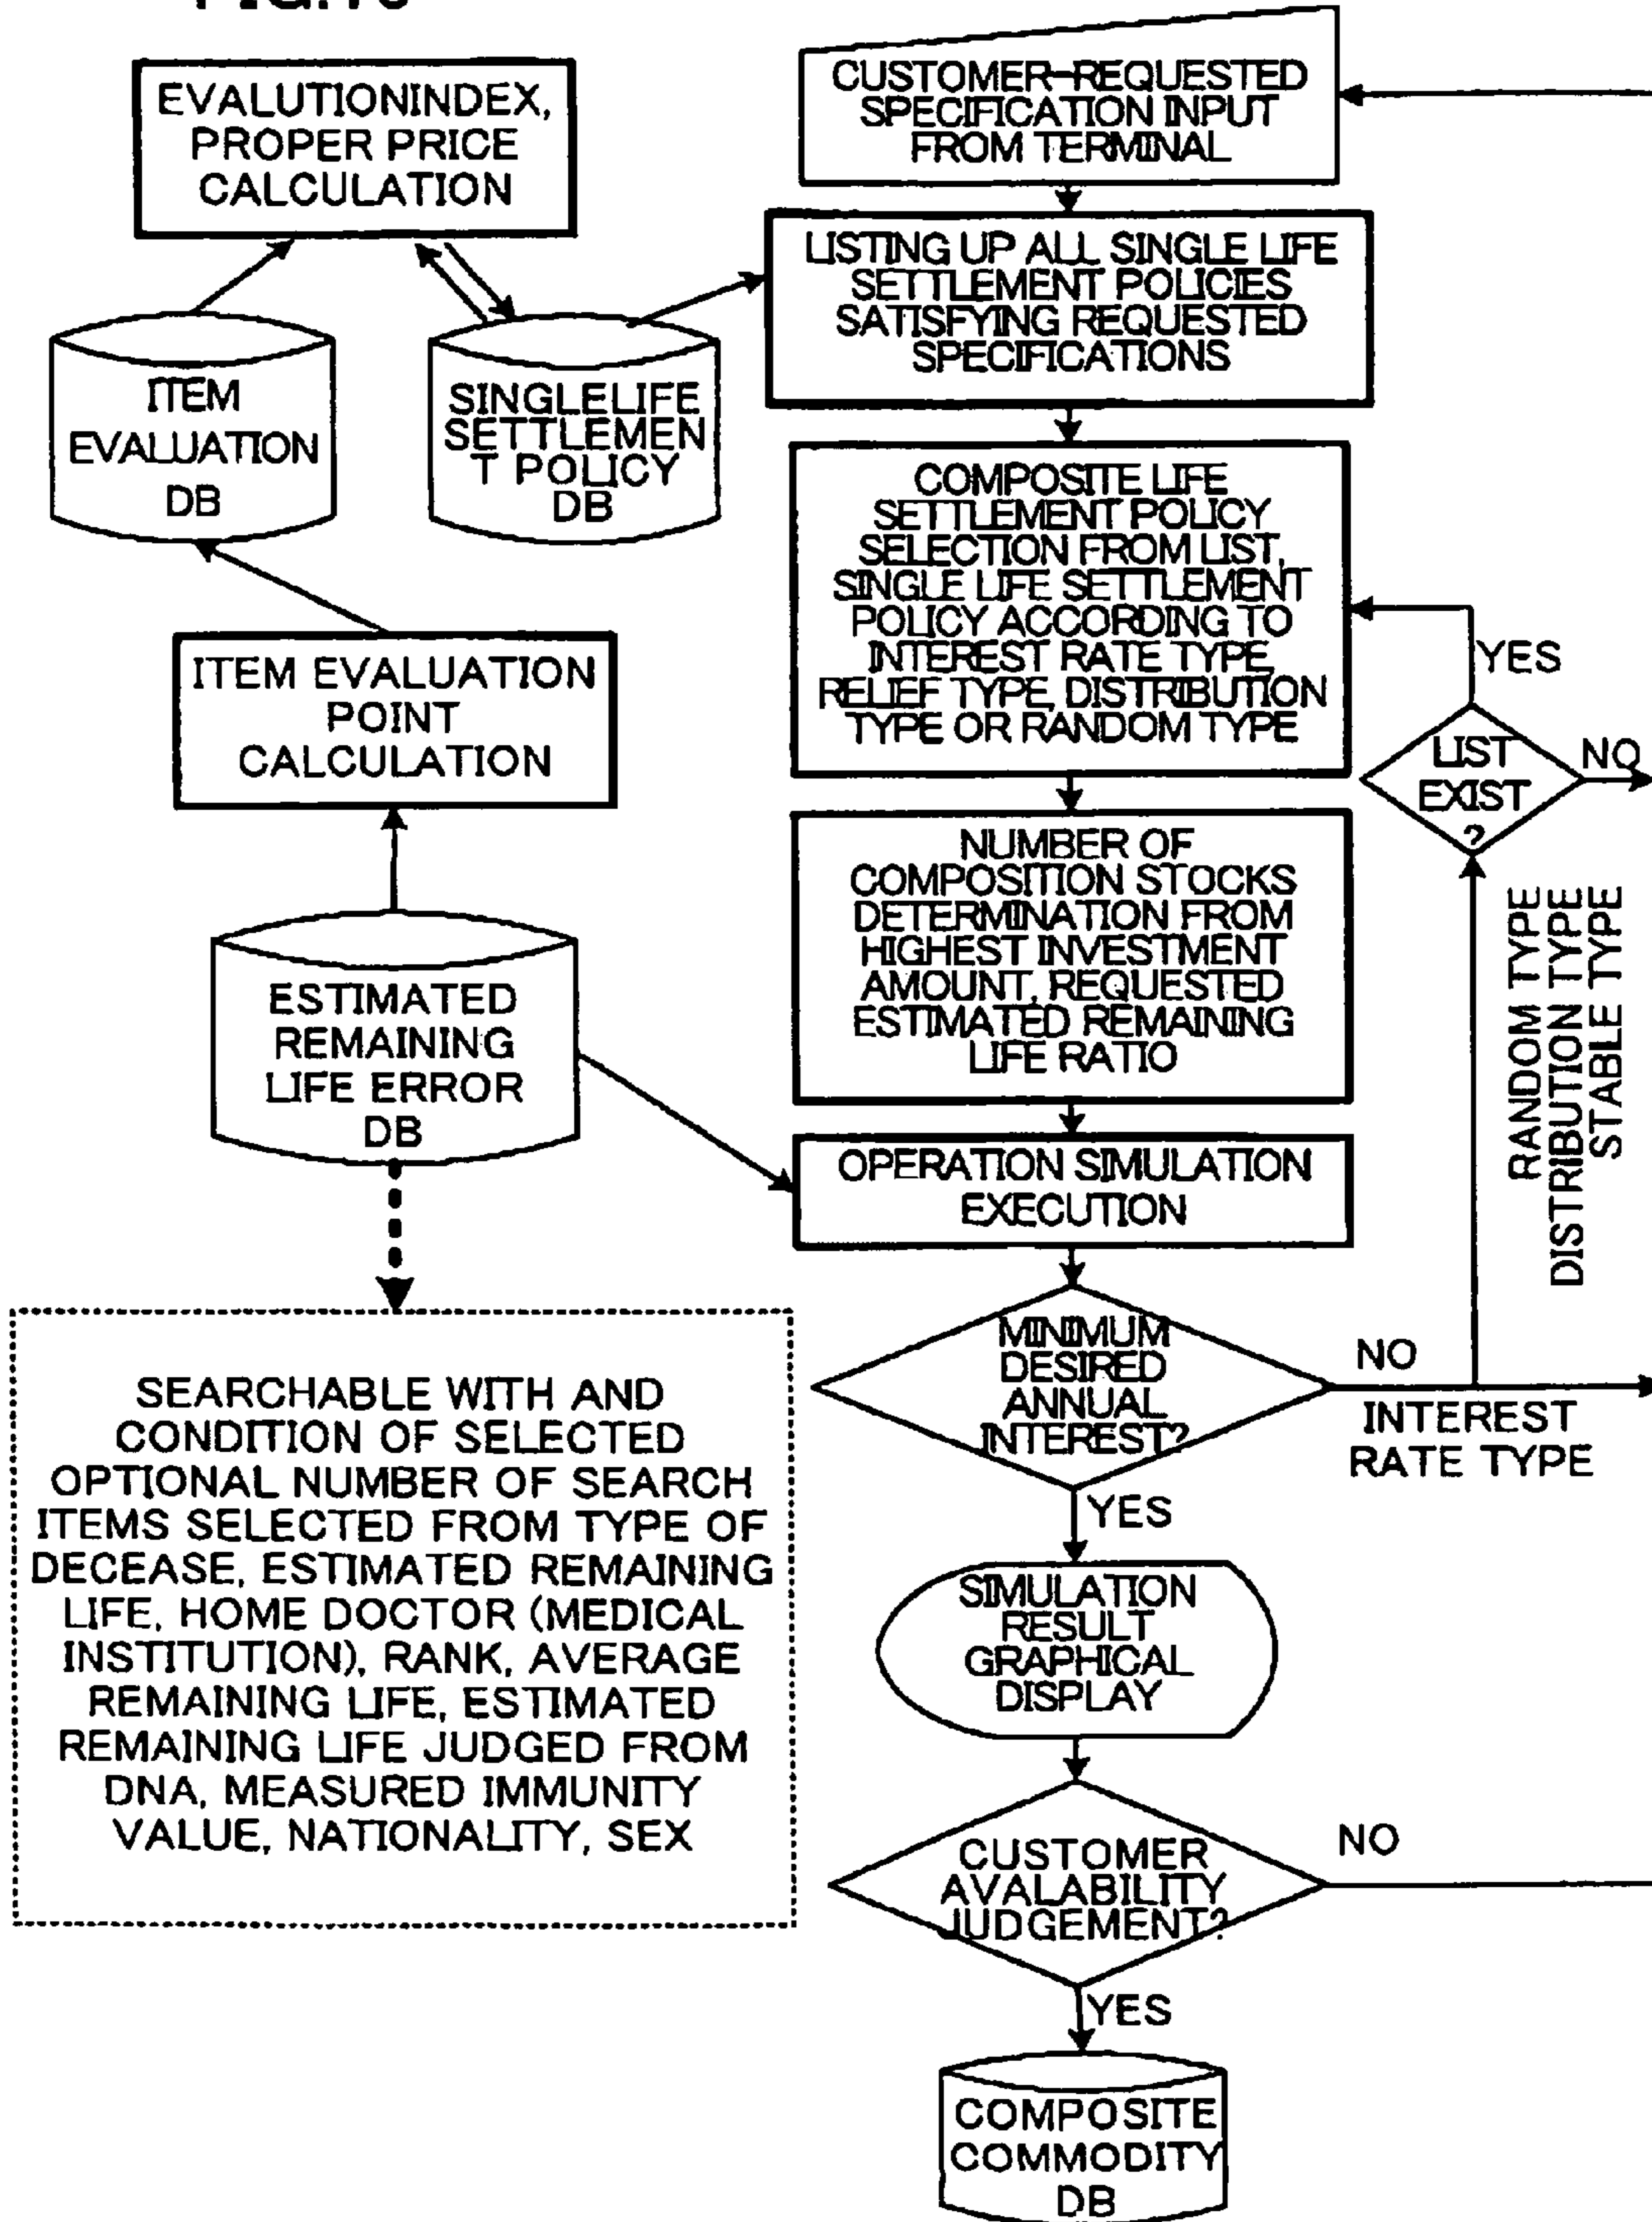 EVALUTIONINDEX,
PROPER PRICE
CALCULATION
ITEM
EVALUATION
DB
SINGLELIFE
SETTLEMEN
T POLICY
DB
ITEM EVALUATION
POINT
CALCULATION
ESTIMATED
REMAINING
LIFE ERROR
DB
SEARCHABLE WITH AND
CONDITION OF SELECTED
OPTIONAL NUMBER OF SEARCH
ITEMS SELECTED FROM TYPE OF
DECEASE, ESTIMATED REMAINING
LIFE, HOME DOCTOR (MEDICAL
INSTITUTION), RANK, AVERAGE
REMAINING LIFE, ESTIMATED
REMAINING LIFE JUDGED FROM
DNA, MEASURED IMMUNITY
VALUE, NATIONALITY, SEX
CUSTOMER-REQUESTED
SPECIFICATION INPUT
FROM TERMINAL
LISTING UP ALL SINGLE LIFE
SETTLEMENT POLICIES
SATISFYING REQUESTED
SPECIFICATIONS
COMPOSITE LIFE
SETTLEMENT POLICY
SELECTION FROM LIST,
SINGLE LIFE SETTLEMENT
POLICY ACCORDING TO
INTEREST RATE TYPE,
RELIEF TYPE, DISTRIBUTION
TYPE OR RANDOM TYPE
YES
LIST
EXIST
?
NO
NUMBER OF
COMPOSITION STOCKS
DETERMINATION FROM
HIGHEST INVESTMENT
AMOUNT, REQUESTED
ESTIMATED REMAINING
LIFE RATIO
RANDOM TYPE
DISTRIBUTION TYPE
STABLE TYPE
OPERATION SIMULATION
EXECUTION
MINIMUM
DESIRED
ANNUAL
INTEREST?
NO
INTEREST
RATE TYPE
YES
SIMULATION
RESULT
GRAPHICAL
DISPLAY
CUSTOMER
AVALABILITY
JUDGEMENT?
NO
YES
COMPOSITE
COMMODITY
DB